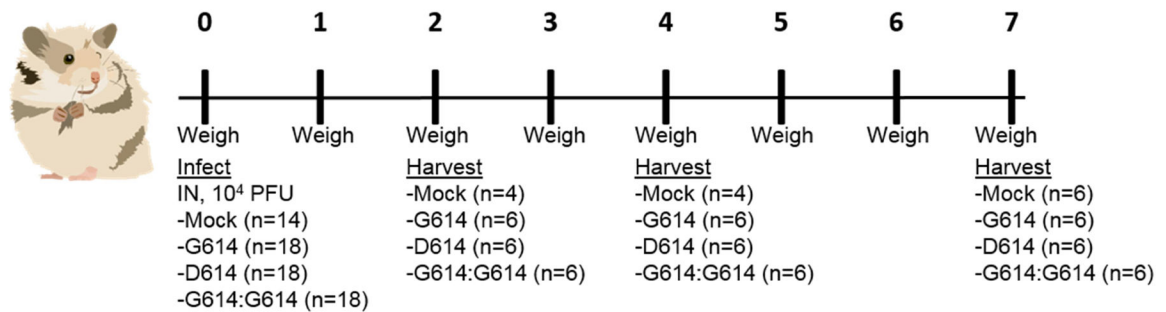 0 1 2 3 4 5 6 7
Weigh Weigh Weigh Weigh Weigh Weigh Weigh Weigh
Infect
IN, 10⁴ PFU
-Mock (n=14)
-G614 (n=18)
-D614 (n=18)
-G614:G614 (n=18)
Harvest
-Mock (n=4)
-G614 (n=6)
-D614 (n=6)
-G614:G614 (n=6)
Harvest
-Mock (n=4)
-G614 (n=6)
-D614 (n=6)
-G614:G614 (n=6)
Harvest
-Mock (n=6)
-G614 (n=6)
-D614 (n=6)
-G614:G614 (n=6)